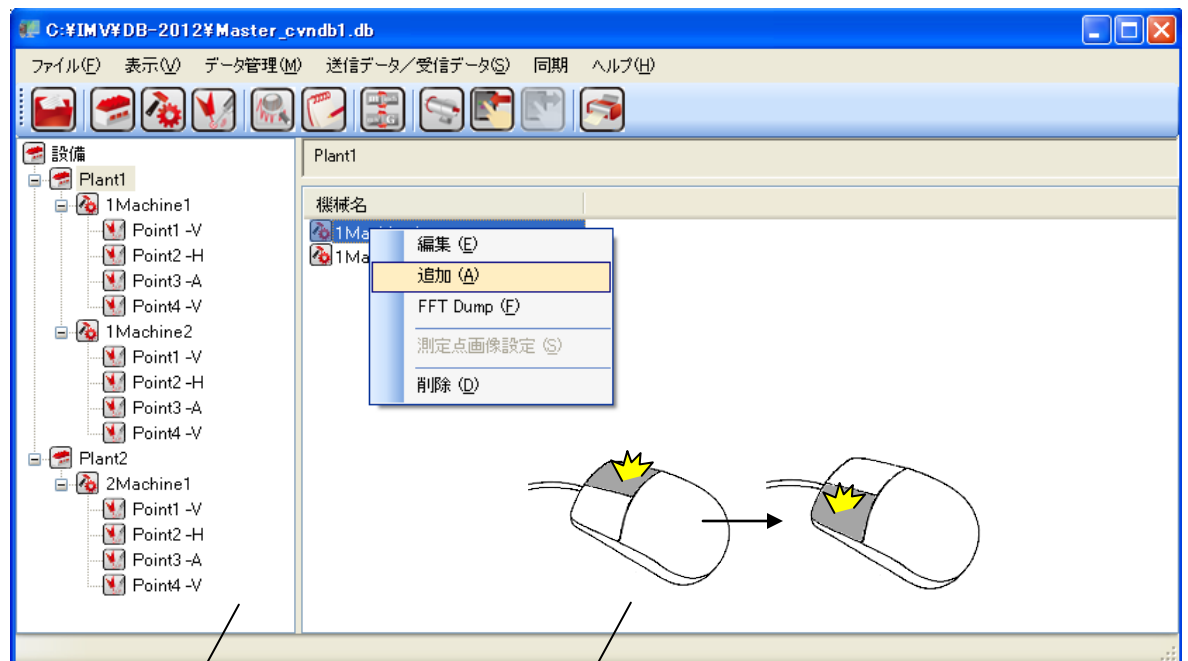 C:¥IMV¥DB-2012¥Master_cvndb1.db
ファイル(F) 表示(V) データ管理(M) 送信データ／受信データ(S) 同期 ヘルプ(H)
設備
Plant1
1Machine1
Point1 -V
Point2 -H
Point3 -A
Point4 -V
1Machine2
Point1 -V
Point2 -H
Point3 -A
Point4 -V
Plant2
2Machine1
Point1 -V
Point2 -H
Point3 -A
Point4 -V
Plant1
機械名
1Ma
1Ma
編集 (E)
追加 (A)
FFT Dump (F)
測定点画像設定 (S)
削除 (D)